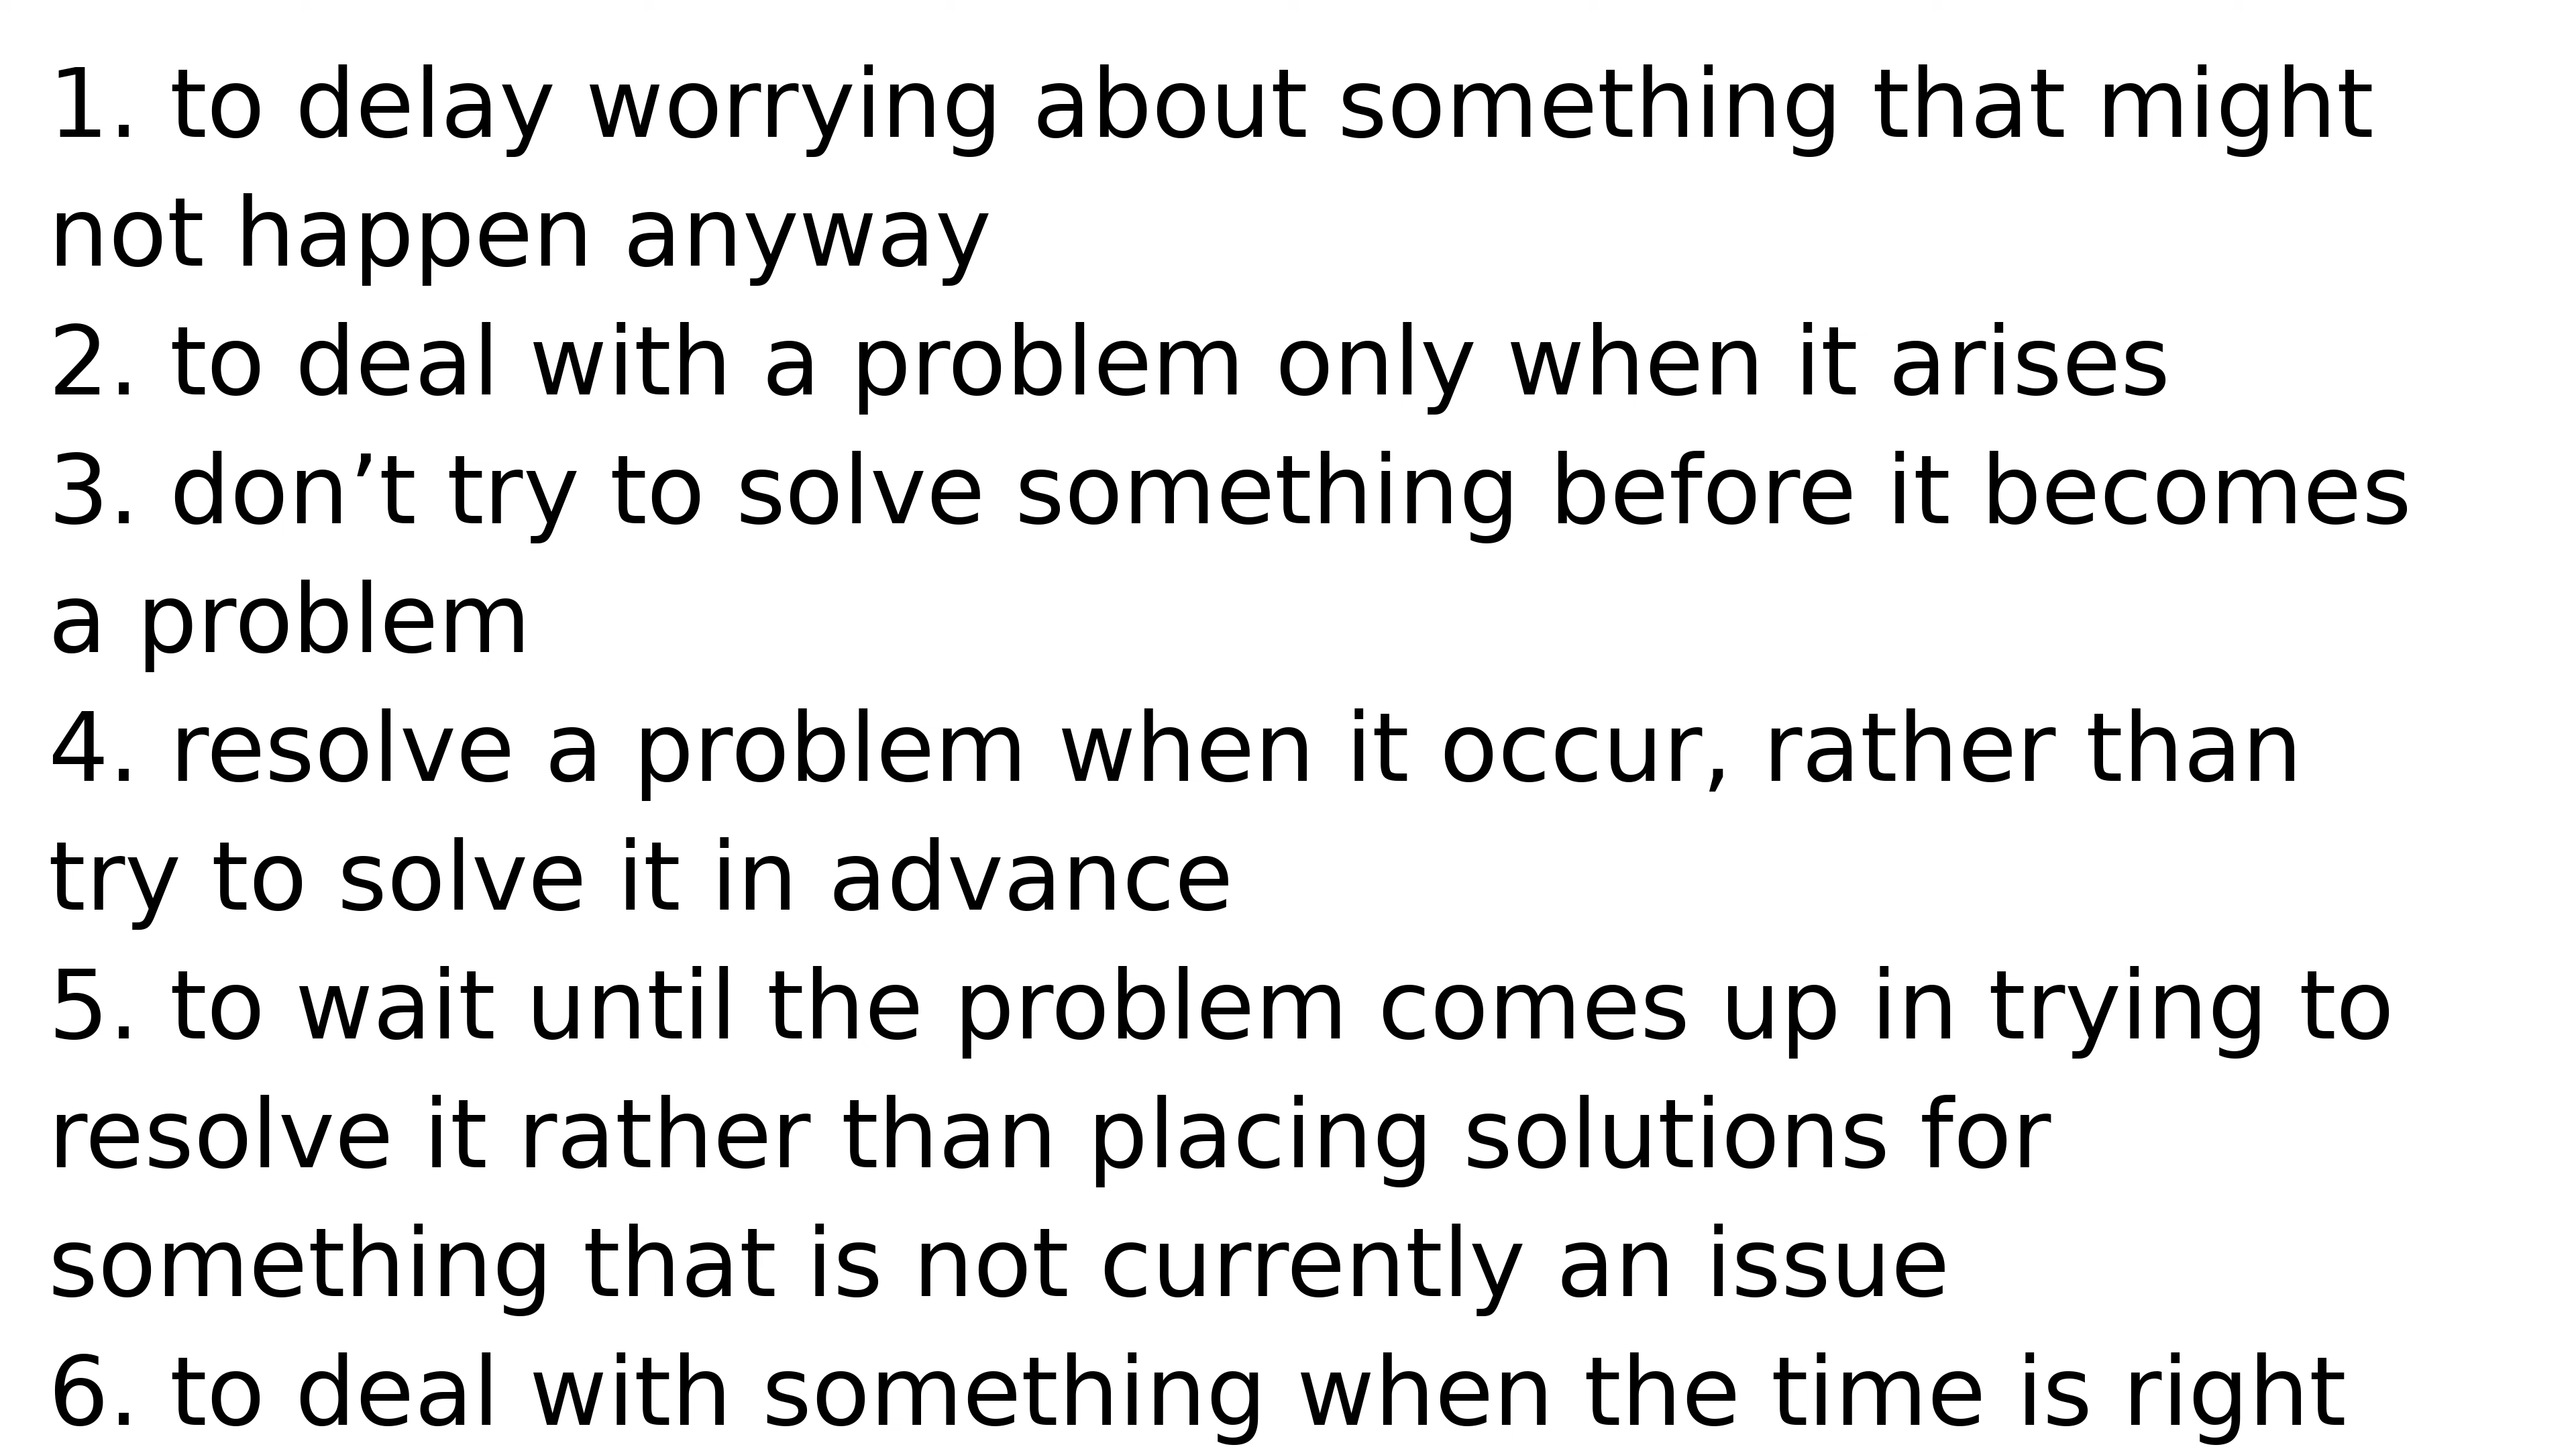 1. to delay worrying about something that might
not happen anyway
2. to deal with a problem only when it arises
3. don’t try to solve something before it becomes
a problem
4. resolve a problem when it occur, rather than
try to solve it in advance
5. to wait until the problem comes up in trying to
resolve it rather than placing solutions for
something that is not currently an issue
6. to deal with something when the time is right